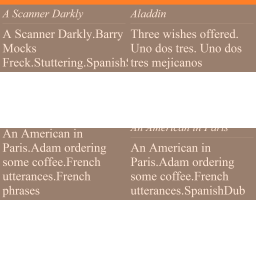 A Scanner Darkly
A Scanner Darkly.Barry
Mocks
Freck.Stuttering.Spanish
Aladdin
Three wishes offered.
Uno dos tres. Uno dos
tres mejicanos
An American in
Paris.Adam ordering
some coffee.French
utterances.French
phrases
An American in Paris
An American in
Paris.Adam ordering
some coffee.French
utterances.SpanishDub